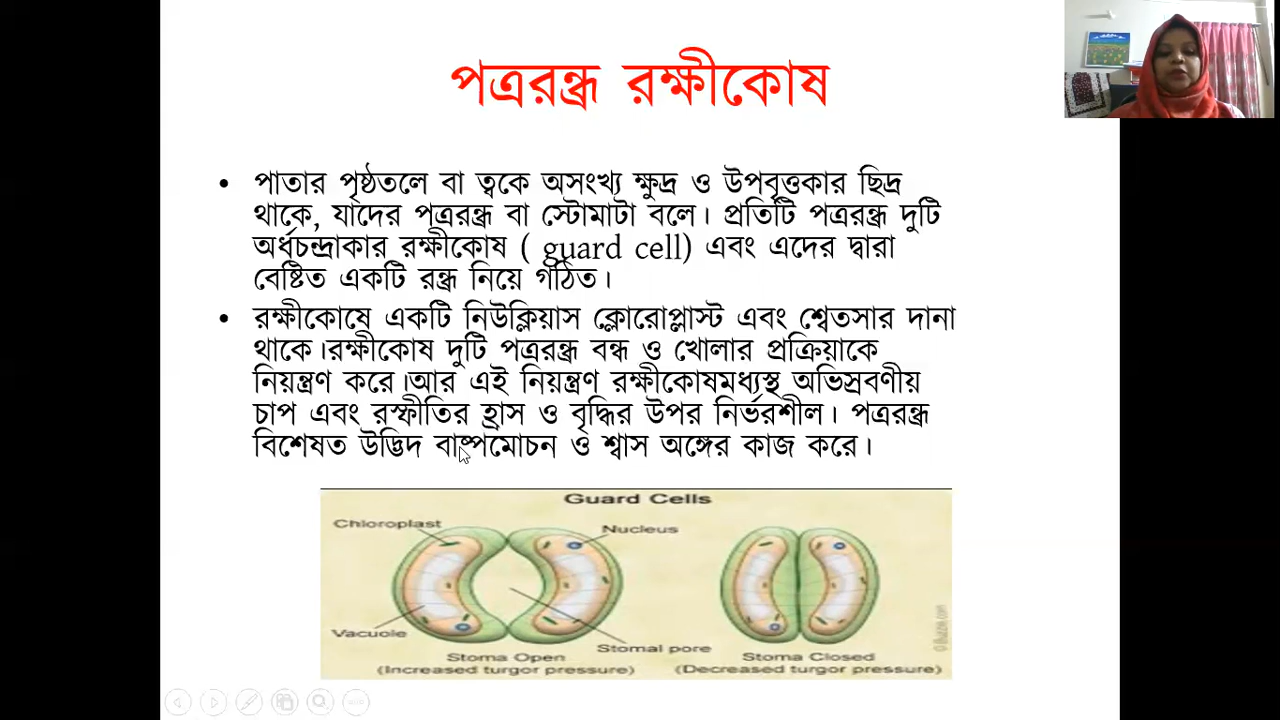 পত্ররন্ধ্র রক্ষীকোষ
• পাতার পৃষ্ঠতলে বা ত্বকে অসংখ্য ক্ষুদ্র ও উপবৃত্তকার ছিদ্র
থাকে, যাদের পত্ররন্ধ্র বা স্টোমাটা বলে। প্রতিটি পত্ররন্ধ্র দুটি
অর্ধচন্দ্রাকার রক্ষীকোষ ( guard cell) এবং এদের দ্বারা
বেষ্টিত একটি রন্ধ্র নিয়ে গঠিত।
• রক্ষীকোষে একটি নিউক্লিয়াস ক্লোরোপ্লাস্ট এবং শ্বেতসার দানা
থাকে।রক্ষীকোষ দুটি পত্ররন্ধ্র বন্ধ ও খোলার প্রক্রিয়াকে
নিয়ন্ত্রণ করে।আর এই নিয়ন্ত্রণ রক্ষীকোষমধ্যস্থ অভিস্রবণীয়
চাপ এবং রস্ফীতির হ্রাস ও বৃদ্ধির উপর নির্ভরশীল। পত্ররন্ধ্র
বিশেষত উদ্ভিদ বাষ্পমোচন ও শ্বাস অঙ্গের কাজ করে।
Guard Cells
Chloroplast
Nucleus
Vacuole
Stomal pore
Stoma Open
(Increased turgor pressure)
Stoma Closed
(Decreased turgor pressure)